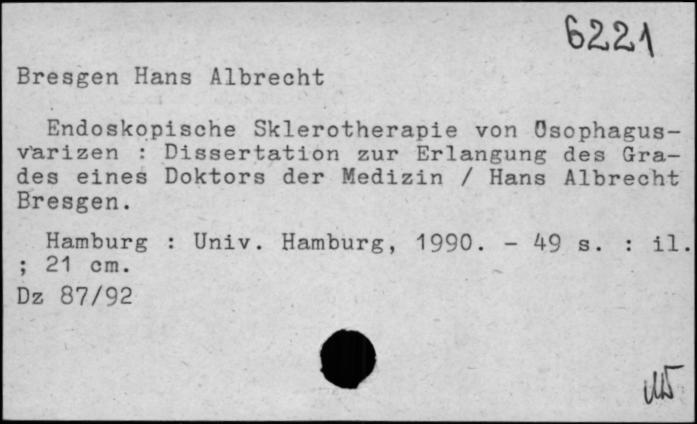 6221
Bresgen Hans Albrecht
Endoskopische Sklerotherapie von Ösophagus-
varizen : Dissertation zur Erlangung des Gra-
des eines Doktors der Medizin / Hans Albrecht
Bresgen.
Hamburg : Univ. Hamburg, 1990. - 49 s. : il.
; 21 cm.
Dz 87/92